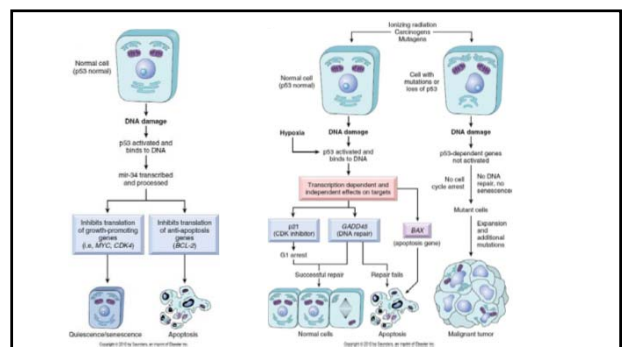 Normal cell
(p53 normal)
DNA damage
p53 activated and
binds to DNA
mir-34 transcribed
and processed
Inhibits translation
of growth-promoting
genes
(i.e, MYC, CDK4)
Inhibits translation
of anti-apoptosis
genes
(BCL-2)
Quiescence/senescence
Apoptosis
Ionizing radiation
Carcinogens
Mutagens
Normal cell
(p53 normal)
Cell with
mutations or
loss of p53
Hypoxia
DNA damage
DNA damage
p53 activated and
binds to DNA
p53-dependent genes
not activated
Transcription dependent and
independent effects on targets
No cell
cycle arrest
No DNA
repair, no
senescence
p21
(CDK inhibitor)
GADD45
(DNA repair)
BAX
(apoptosis gene)
Mutant cells
G1 arrest
Expansion
and
additional
mutations
Successful repair
Repair fails
Normal cells
Apoptosis
Malignant tumor